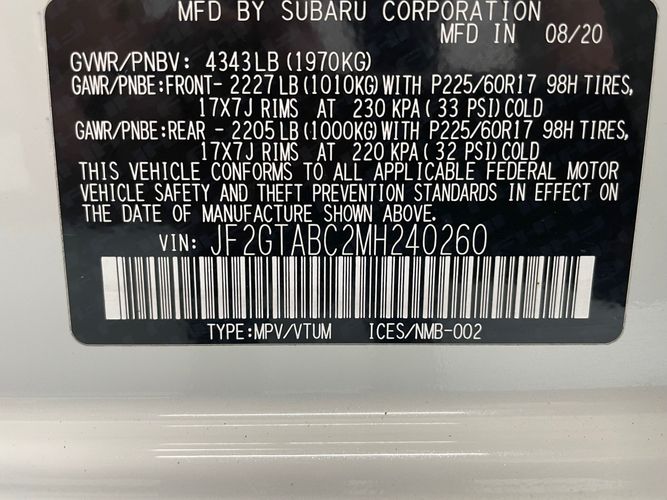 MFD BY SUBARU CORPORATION
MFD IN 08/20
GVWR/PNBV: 4343LB (1970KG)
GAWR/PNBE:FRONT- 2227LB (1010KG)WITH P225/60R17 98H TIRES,
17X7J RIMS AT 230 KPA( 33 PSI)COLD
GAWR/PNBE:REAR - 2205LB (1000KG)WITH P225/60R17 98H TIRES,
17X7J RIMS AT 220 KPA( 32 PSI)COLD
THIS VEHICLE CONFORMS TO ALL APPLICABLE FEDERAL MOTOR
VEHICLE SAFETY AND THEFT PREVENTION STANDARDS IN EFFECT ON
THE DATE OF MANUFACTURE SHOWN ABOVE.
VIN: JF2GTABC2MH240260
TYPE:MPV/VTUM ICES/NMB-002